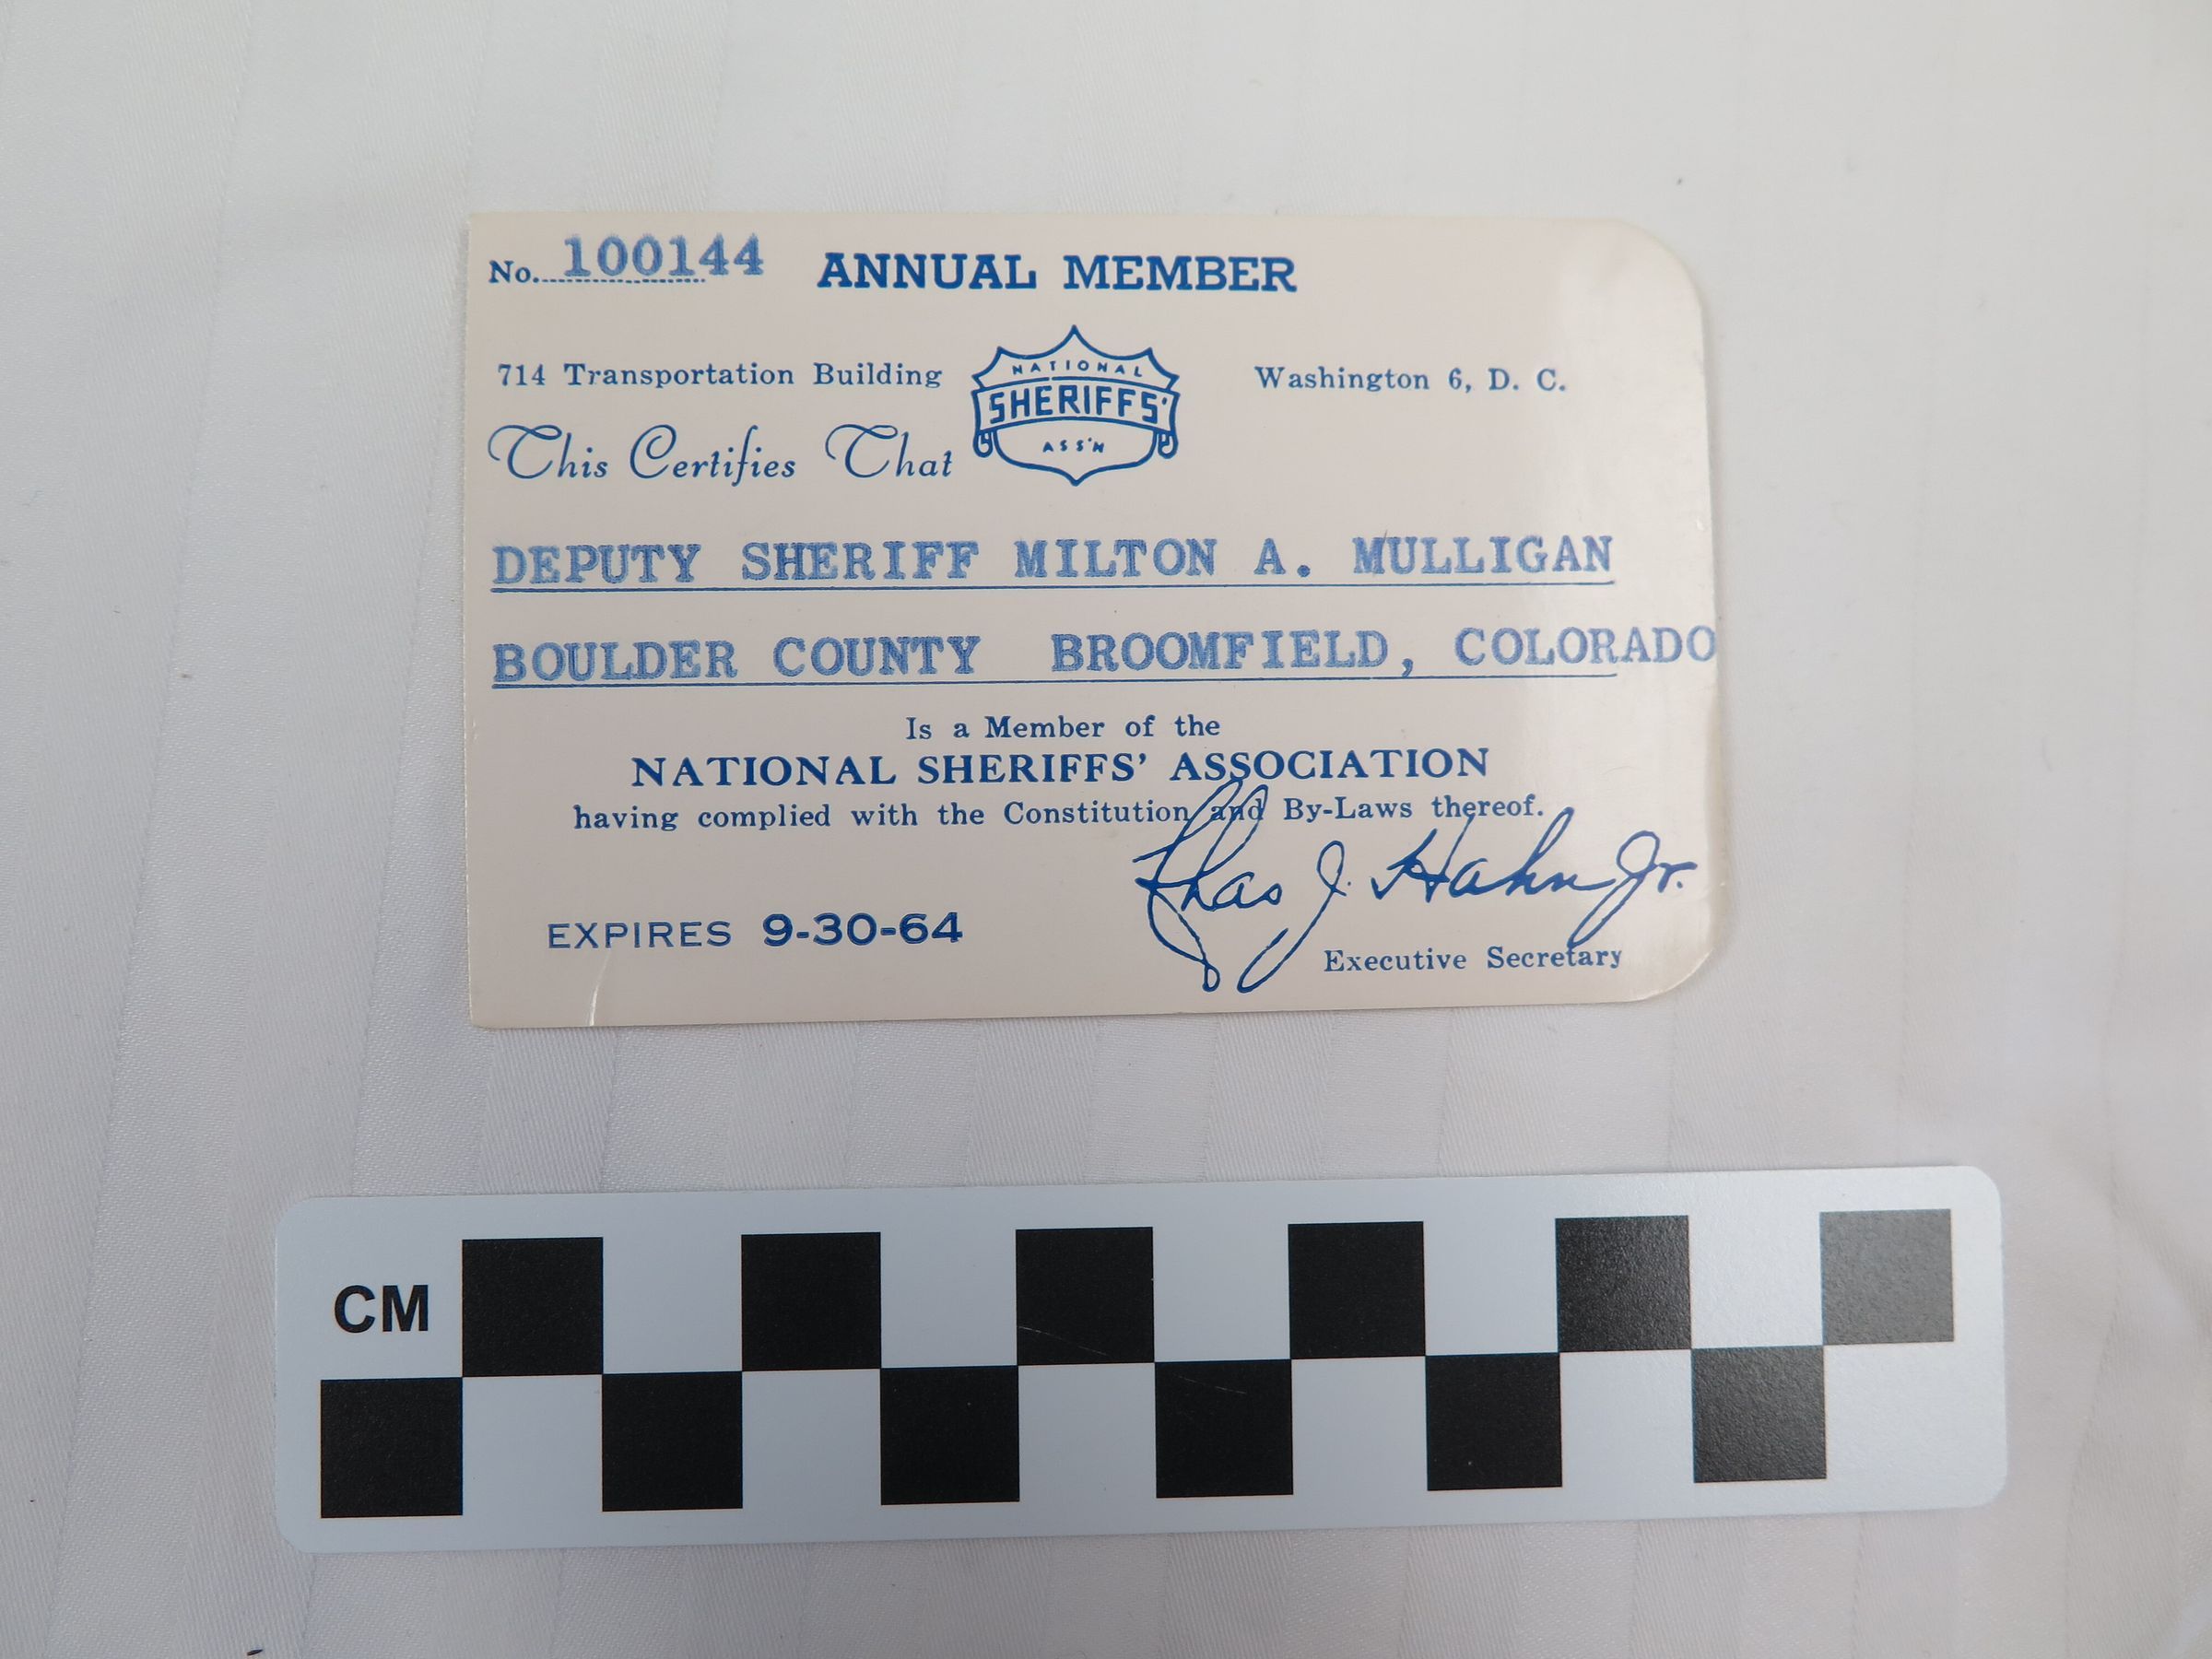 No. 100144 ANNUAL MEMBER
714 Transportation Building
NATIONAL
SHERIFFS'
ASS'N
Washington 6, D. C.
This Certifies That
DEPUTY SHERIFF MILTON A. MULLIGAN
BOULDER COUNTY BROOMFIELD, COLORADO
Is a Member of the
NATIONAL SHERIFFS' ASSOCIATION
having complied with the Constitution and By-Laws thereof.
Chas J. Hahn Jr.
EXPIRES 9-30-64
Executive Secretary
CM